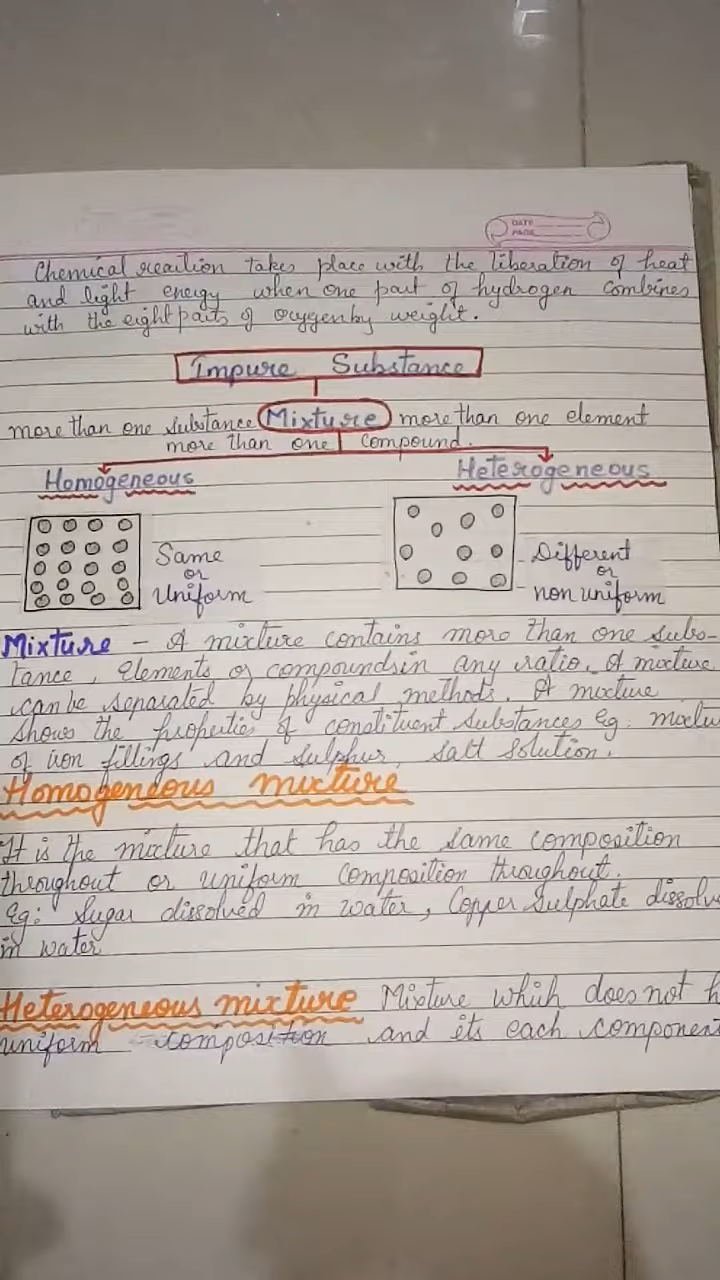 DATE
PAGE
Chemical reaction takes place with the liberation of heat
and light energy when one part of hydrogen combines
with the eight parts of oxygen by weight.
Impure Substance
more than one substance Mixture more than one element
more than one compound.
Homogeneous Heterogeneous
Same
or
Uniform
Different
or
non uniform
Mixture - A mixture contains more than one subs-
tance, elements or compounds in any ratio. A mixture
can be separated by physical methods. A mixture
shows the properties of constituent substances eg. mixtu
of iron fillings and sulphur, salt solution.
Homogeneous mixture
It is the mixture that has the same composition
throughout or uniform composition throughout.
Eg: Sugar dissolved in water, Copper Sulphate dissolv
in water
Heterogeneous mixture Mixture which does not h
uniform composition and its each component